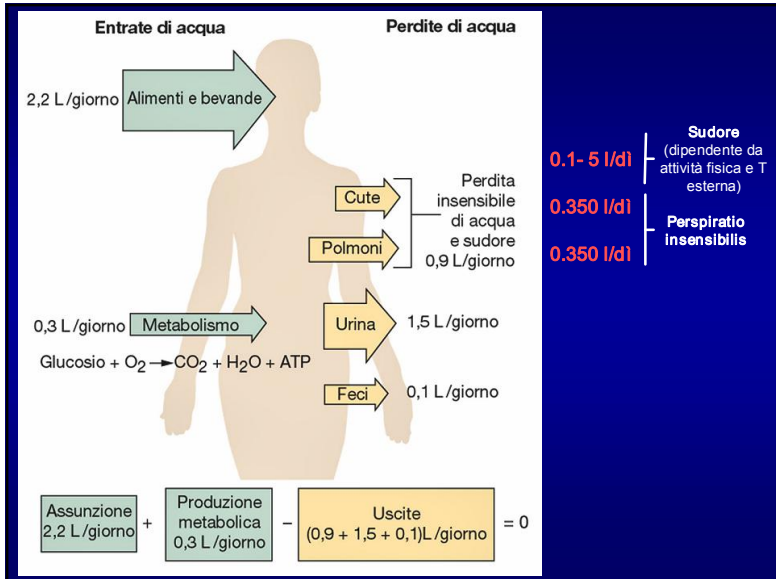 Entrate di acqua
Perdite di acqua
2,2 L/giorno
Alimenti e bevande
Cute
Polmoni
Perdita
insensibile
di acqua
e sudore
0,9 L/giorno
0.1- 5 l/dì
Sudore
(dipendente da
attività fisica e T
esterna)
0.350 l/dì
0.350 l/dì
Perspiratio
insensibilis
0,3 L/giorno
Metabolismo
Glucosio + O₂ → CO₂ + H₂O + ATP
Urina
1,5 L/giorno
Feci
0,1 L/giorno
Assunzione
2,2 L/giorno
+
Produzione
metabolica
0,3 L/giorno
–
Uscite
(0,9 + 1,5 + 0,1)L/giorno
= 0